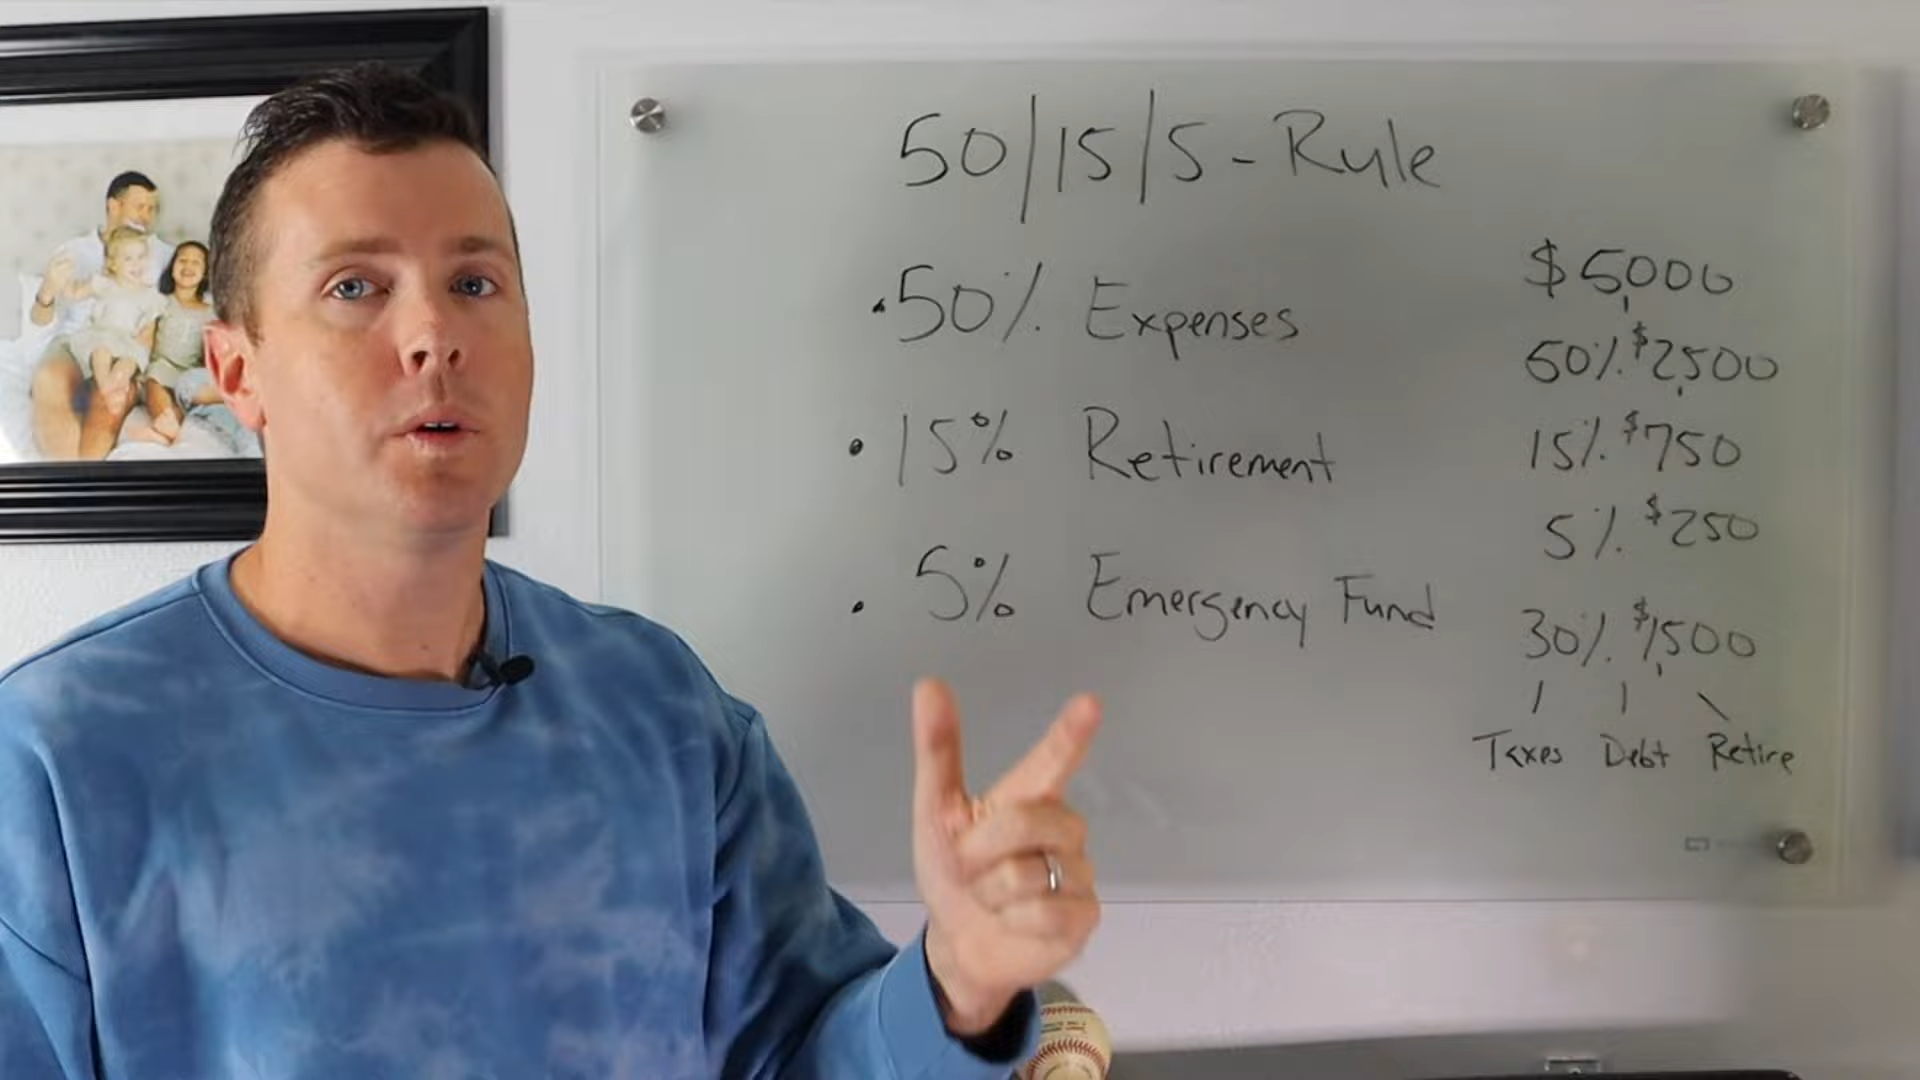 50/15/5-Rule
• 50% Expenses
• 15% Retirement
• 5% Emergency Fund
$5,000
50% $2,500
15% $750
5% $250
30% $1,500
Taxes Debt Retire